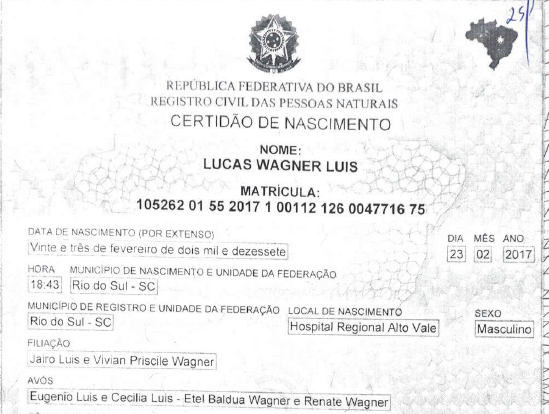 25
REPÚBLICA FEDERATIVA DO BRASIL
REGISTRO CIVIL DAS PESSOAS NATURAIS
CERTIDÃO DE NASCIMENTO
NOME:
LUCAS WAGNER LUIS
MATRÍCULA:
105262 01 55 2017 1 00112 126 0047716 75
DATA DE NASCIMENTO (POR EXTENSO) DIA MÊS ANO
Vinte e três de fevereiro de dois mil e dezessete 23 02 2017
HORA MUNICÍPIO DE NASCIMENTO E UNIDADE DA FEDERAÇÃO
18:43 Rio do Sul - SC
MUNICÍPIO DE REGISTRO E UNIDADE DA FEDERAÇÃO LOCAL DE NASCIMENTO SEXO
Rio do Sul - SC Hospital Regional Alto Vale Masculino
FILIAÇÃO
Jairo Luis e Vivian Priscile Wagner
AVÓS
Eugenio Luis e Cecilia Luis - Etel Baldua Wagner e Renate Wagner